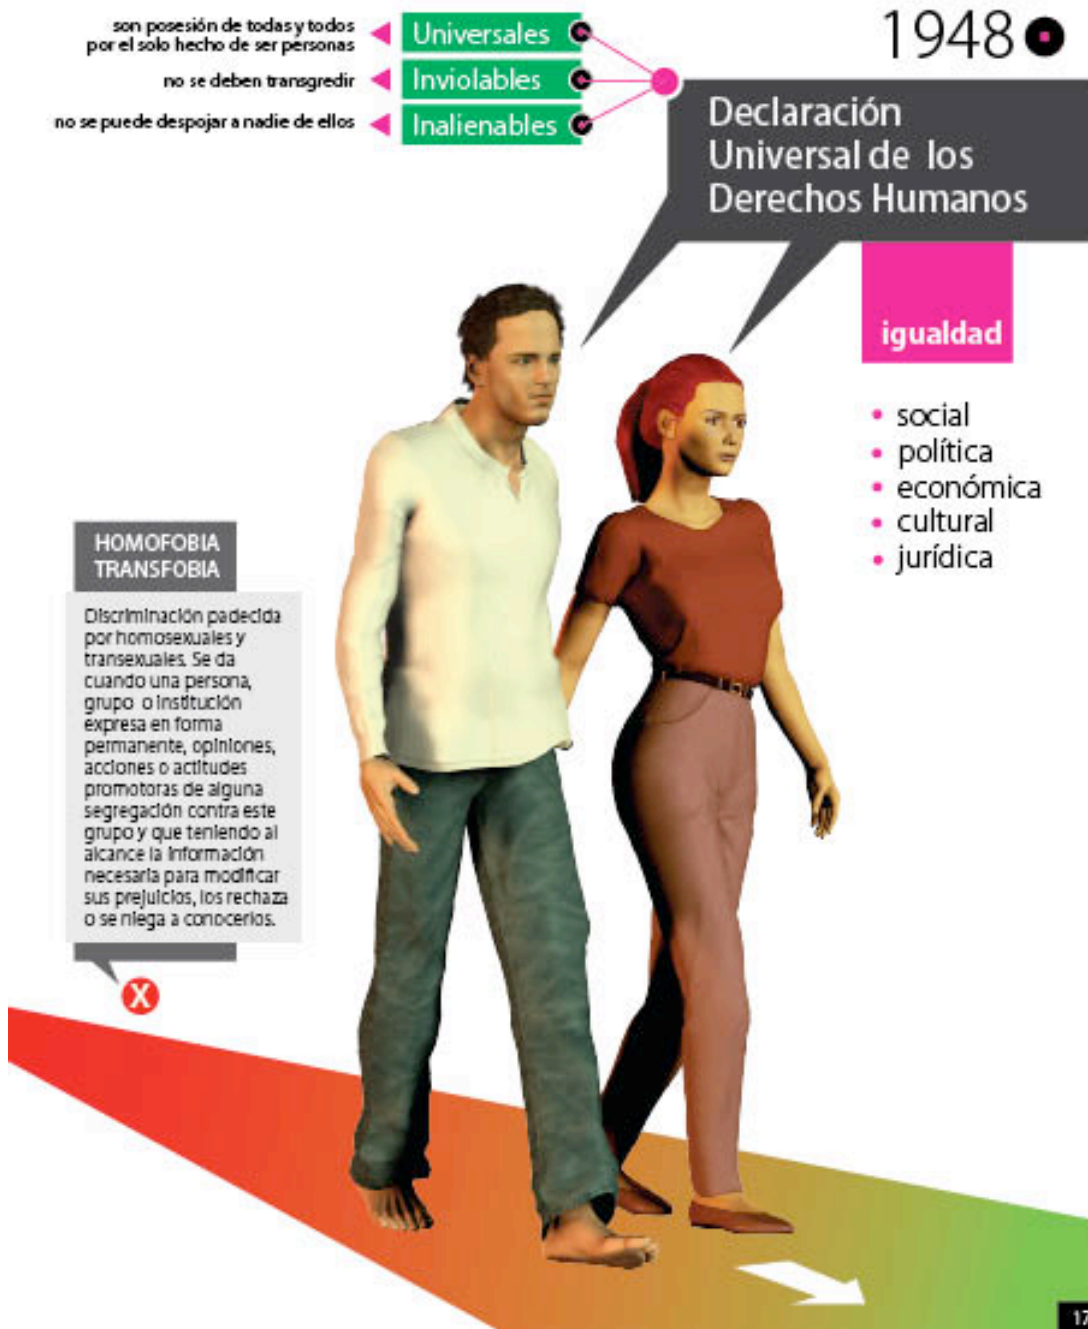 son posesión de todas y todos
por el solo hecho de ser personas
Universales
no se deben transgredir
Inviolables
no se puede despojar a nadie de ellos
Inalienables
1948
Declaración
Universal de los
Derechos Humanos
igualdad
• social
• política
• económica
• cultural
• jurídica
HOMOFOBIA
TRANSFOBIA
Discriminación padecida
por homosexuales y
transexuales. Se da
cuando una persona,
grupo o institución
expresa en forma
permanente, opiniones,
acciones o actitudes
promotoras de alguna
segregación contra este
grupo y que teniendo al
alcance la información
necesaria para modificar
sus prejuicios, los rechaza
o se niega a conocerlos.
X
17